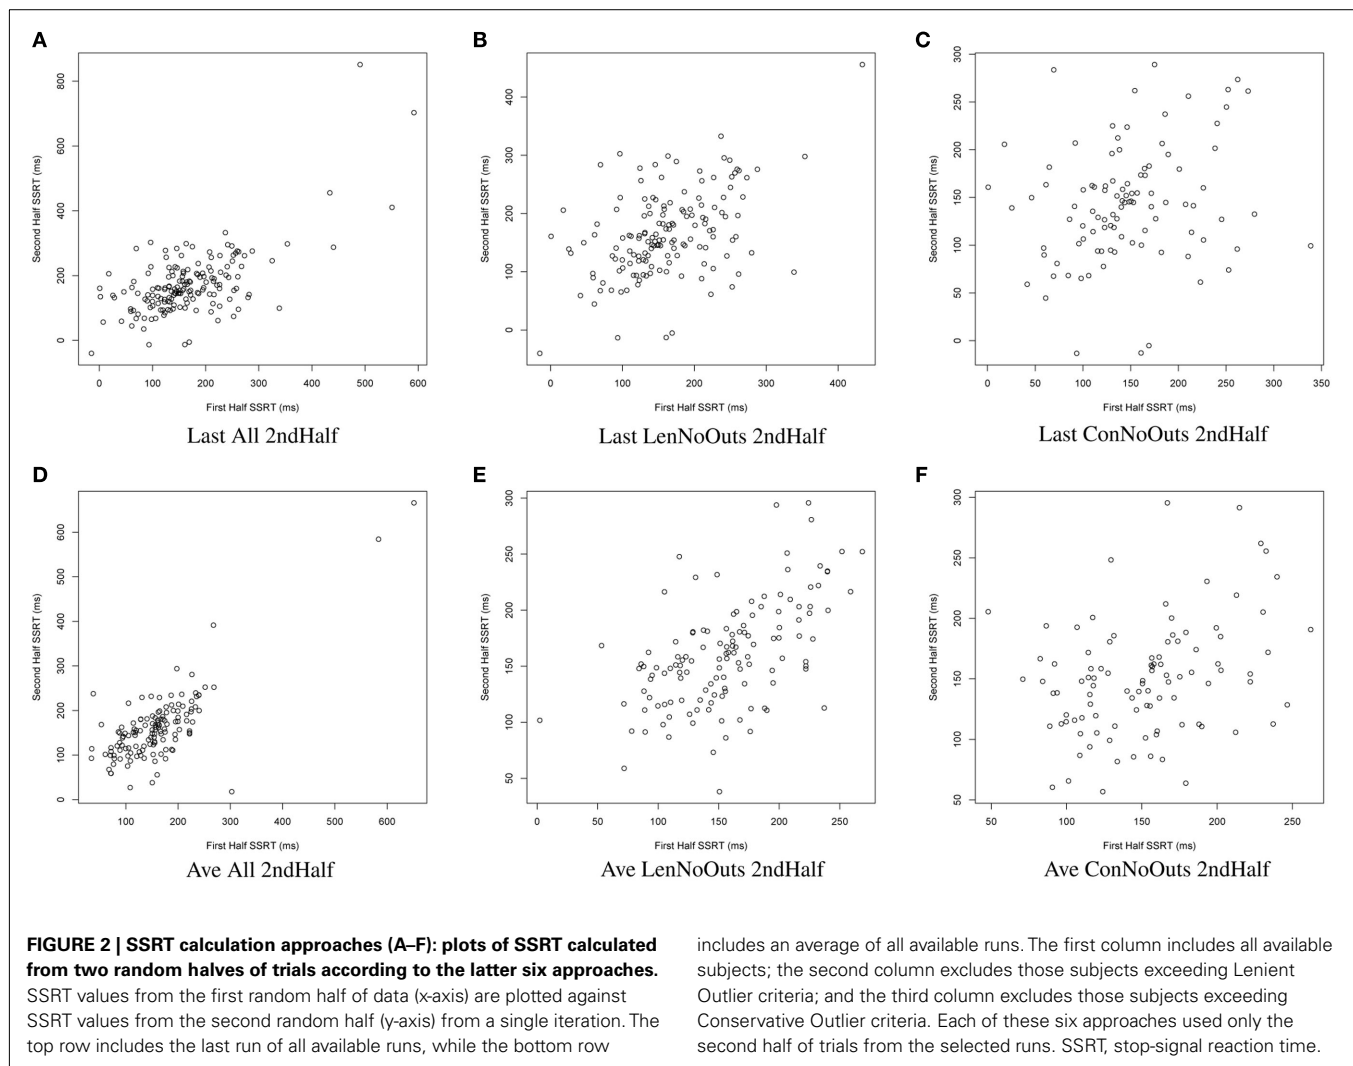 A
Second Half SSRT (ms)
800
600
400
200
0
0 100 200 300 400 500 600
First Half SSRT (ms)
Last All 2ndHalf
B
Second Half SSRT (ms)
400
300
200
100
0
0 100 200 300 400
First Half SSRT (ms)
Last LenNoOuts 2ndHalf
C
Second Half SSRT (ms)
300
250
200
150
100
50
0
0 50 100 150 200 250 300 350
First Half SSRT (ms)
Last ConNoOuts 2ndHalf
D
Second Half SSRT (ms)
600
500
400
300
200
100
0
100 200 300 400 500 600
First Half SSRT (ms)
Ave All 2ndHalf
E
Second Half SSRT (ms)
300
250
200
150
100
50
0 50 100 150 200 250
First Half SSRT (ms)
Ave LenNoOuts 2ndHalf
F
Second Half SSRT (ms)
300
250
200
150
100
50
50 100 150 200 250
First Half SSRT (ms)
Ave ConNoOuts 2ndHalf
FIGURE 2 | SSRT calculation approaches (A–F): plots of SSRT calculated
from two random halves of trials according to the latter six approaches.
SSRT values from the first random half of data (x-axis) are plotted against
SSRT values from the second random half (y-axis) from a single iteration. The
top row includes the last run of all available runs, while the bottom row
includes an average of all available runs. The first column includes all available
subjects; the second column excludes those subjects exceeding Lenient
Outlier criteria; and the third column excludes those subjects exceeding
Conservative Outlier criteria. Each of these six approaches used only the
second half of trials from the selected runs. SSRT, stop-signal reaction time.